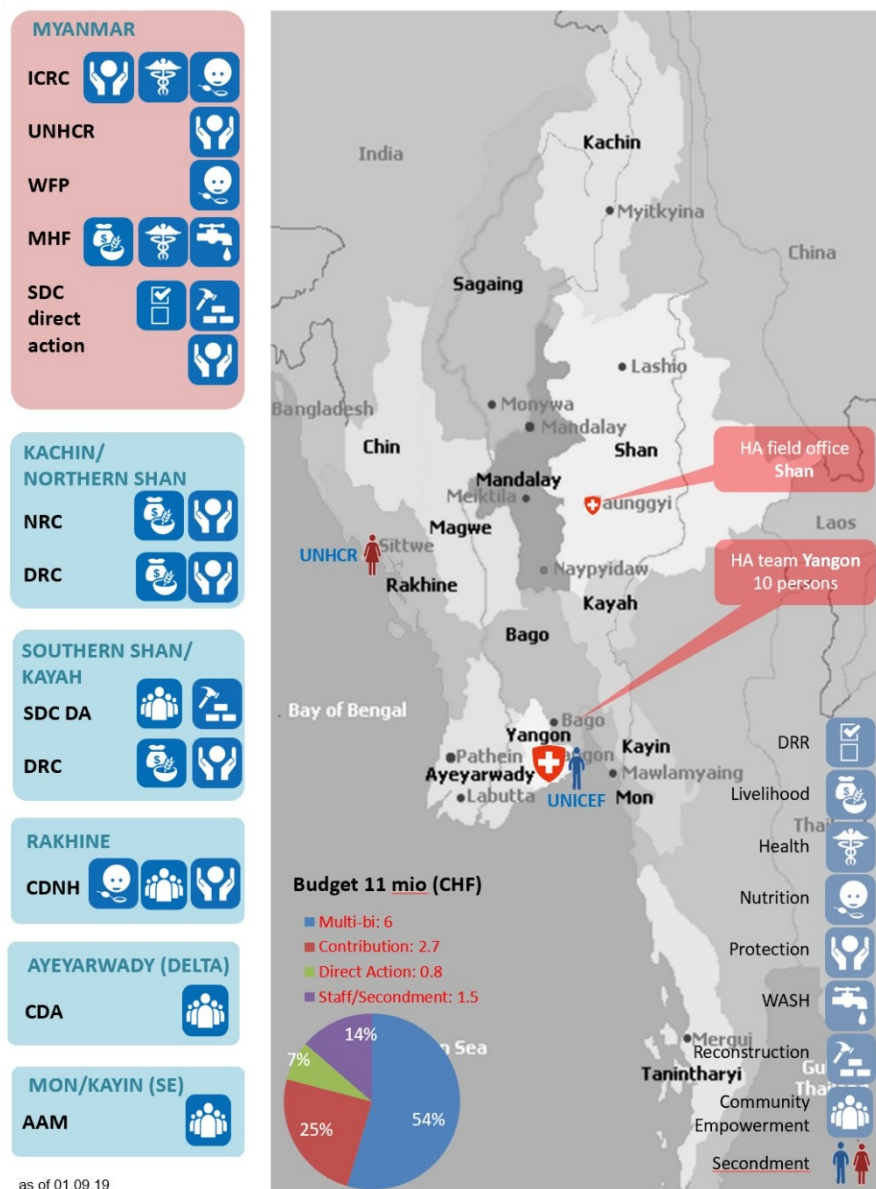 MYANMAR
ICRC
UNHCR
WFP
MHF
SDC
direct
action
KACHIN/
NORTHERN SHAN
NRC
DRC
SOUTHERN SHAN/
KAYAH
SDC DA
DRC
RAKHINE
CDNH
AYEYARWADY (DELTA)
CDA
MON/KAYIN (SE)
AAM
as of 01.09.19
India
Kachin
Myitkyina
China
Sagaing
Lashio
Bangladesh
Monywa
Mandalay
Chin
Shan
HA field office
Shan
Mandalay
Meiktila
aunggyi
Magwe
Laos
UNHCR
Sittwe
HA team Yangon
10 persons
Naypyidaw
Rakhine
Kayah
Bago
Bay of Bengal
Bago
Yangon
Kayin
Pathein
angon
Ayeyarwady
Mawlamyaing
Labutta
UNICEF
Mon
Budget 11 mio (CHF)
Multi-bi: 6
Contribution: 2.7
Direct Action: 0.8
Staff/Secondment: 1.5
14%
7%
54%
25%
n Sea
Mergui
Tanintharyi
DRR
Livelihood
Tha
Health
Nutrition
Protection
WASH
Reconstruction
Gu
Tha
Community
Empowerment
Secondment